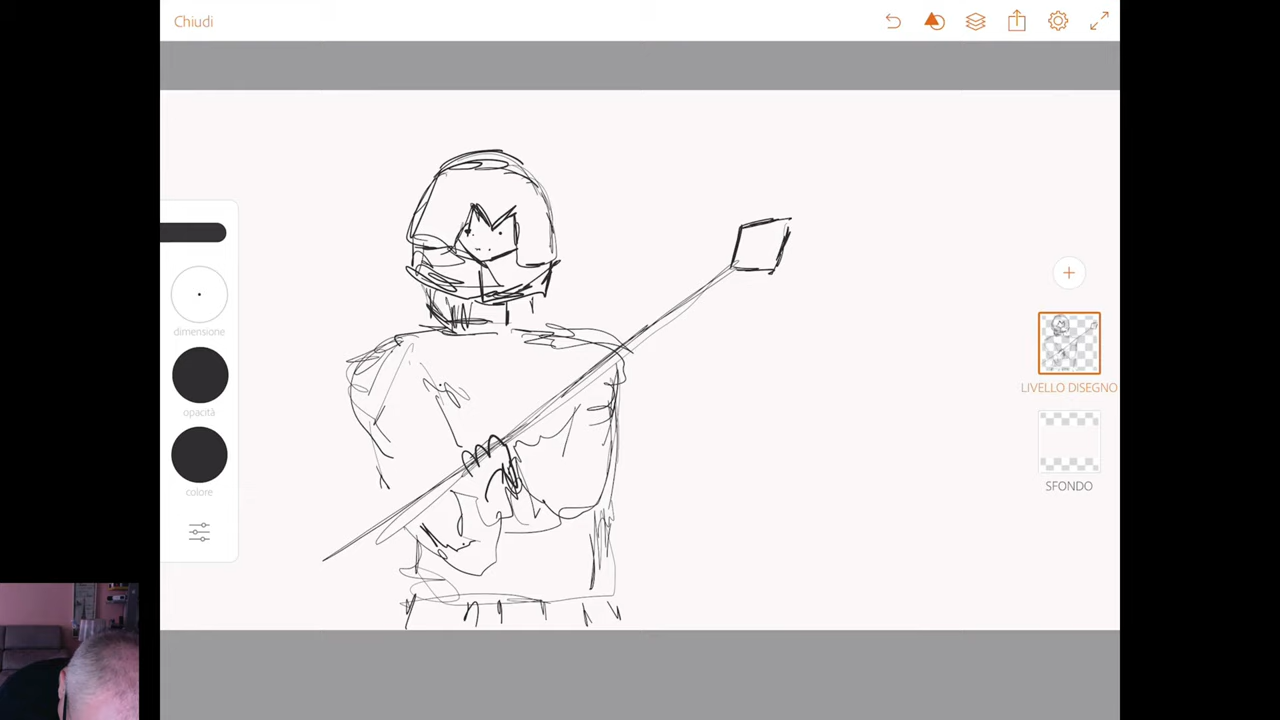 Chiudi
dimensione
opacità
colore
LIVELLO DISEGNO
SFONDO